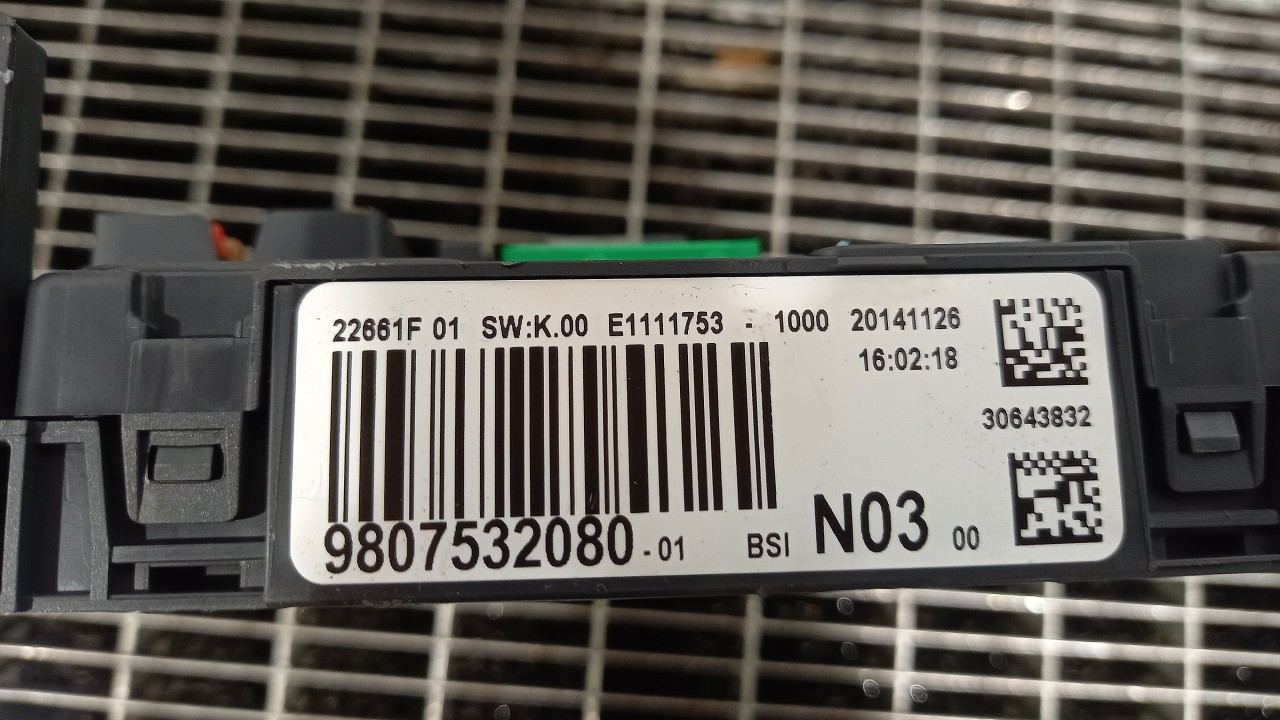 22661F 01 SW:K.00 E1111753 - 1000 20141126
16:02:18
30643832
9807532080 - 01 BSI N03 00